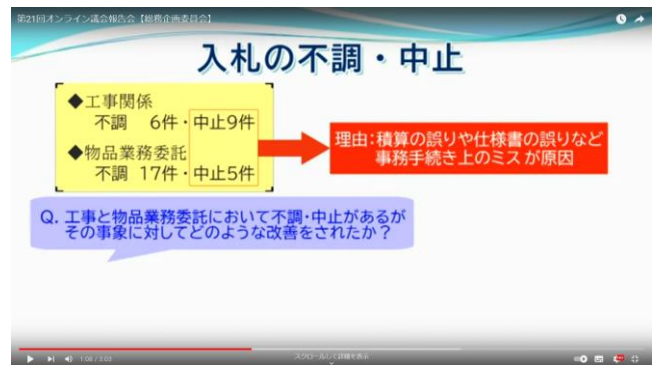 第21回オンライン議会報告会【総務企画委員会】
入札の不調・中止
◆工事関係
不調 6件・中止9件
◆物品業務委託
不調 17件・中止5件
理由：積算の誤りや仕様書の誤りなど
事務手続き上のミスが原因
Q. 工事と物品業務委託において不調・中止があるが
その事象に対してどのような改善をされたか？
1:08 / 3:03
スクロールして詳細を表示